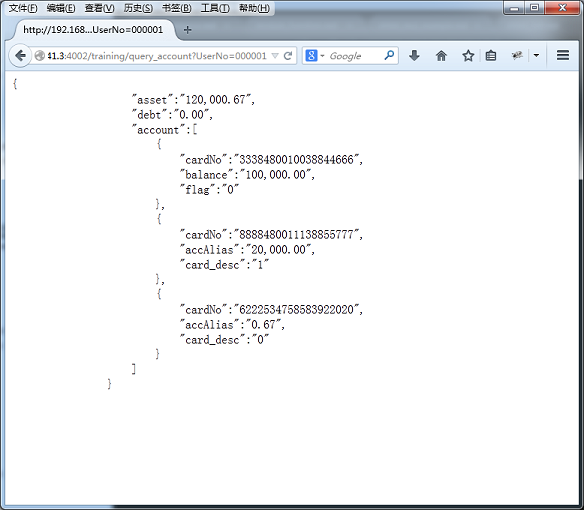 文件(F) 编辑(E) 查看(V) 历史(S) 书签(B) 工具(T) 帮助(H)
http://192.168...UserNo=000001
41.3:4002/training/query_account?UserNo=000001 Google
{
"asset":"120,000.67",
"debt":"0.00",
"account":[
{
"cardNo":"3338480010038844666",
"balance":"100,000.00",
"flag":"0"
},
{
"cardNo":"8888480011138855777",
"accAlias":"20,000.00",
"card_desc":"1"
},
{
"cardNo":"6222534758583922020",
"accAlias":"0.67",
"card_desc":"0"
}
]
}